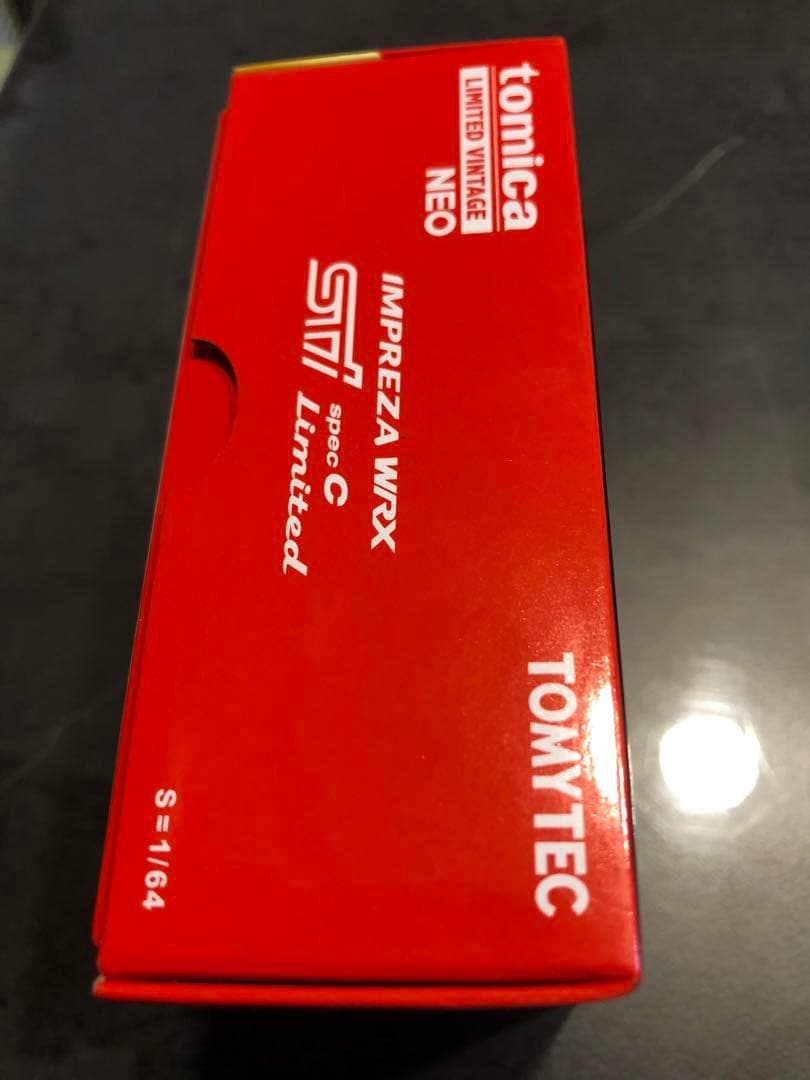 tomica
LIMITED VINTAGE
NEO
IMPREZA WRX
STi spec C
Limited
TOMYTEC
S=1/64